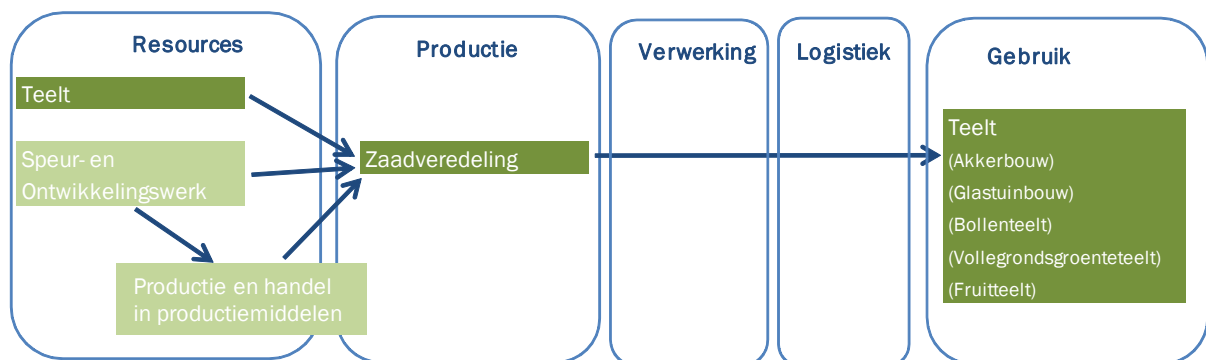 Resources
Productie
Verwerking
Logistiek
Gebruik
Teelt
Speur- en
Ontwikkelingswerk
Productie en handel
in productiemiddelen
Zaadveredeling
Teelt
(Akkerbouw)
(Glastuinbouw)
(Bollenteelt)
(Vollegrondsgroenteteelt)
(Fruitteelt)